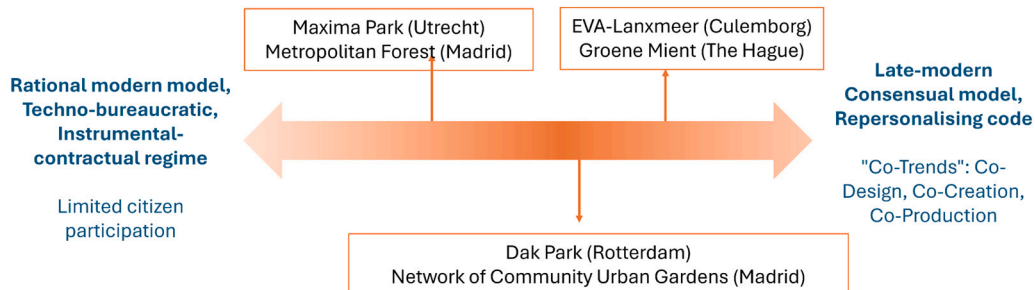 Maxima Park (Utrecht)
Metropolitan Forest (Madrid)
EVA-Lanxmeer (Culemborg)
Groene Mient (The Hague)
Rational modern model,
Techno-bureaucratic,
Instrumental-
contractual regime
Limited citizen
participation
Late-modern
Consensual model,
Repersonalising code
"Co-Trends": Co-
Design, Co-Creation,
Co-Production
Dak Park (Rotterdam)
Network of Community Urban Gardens (Madrid)